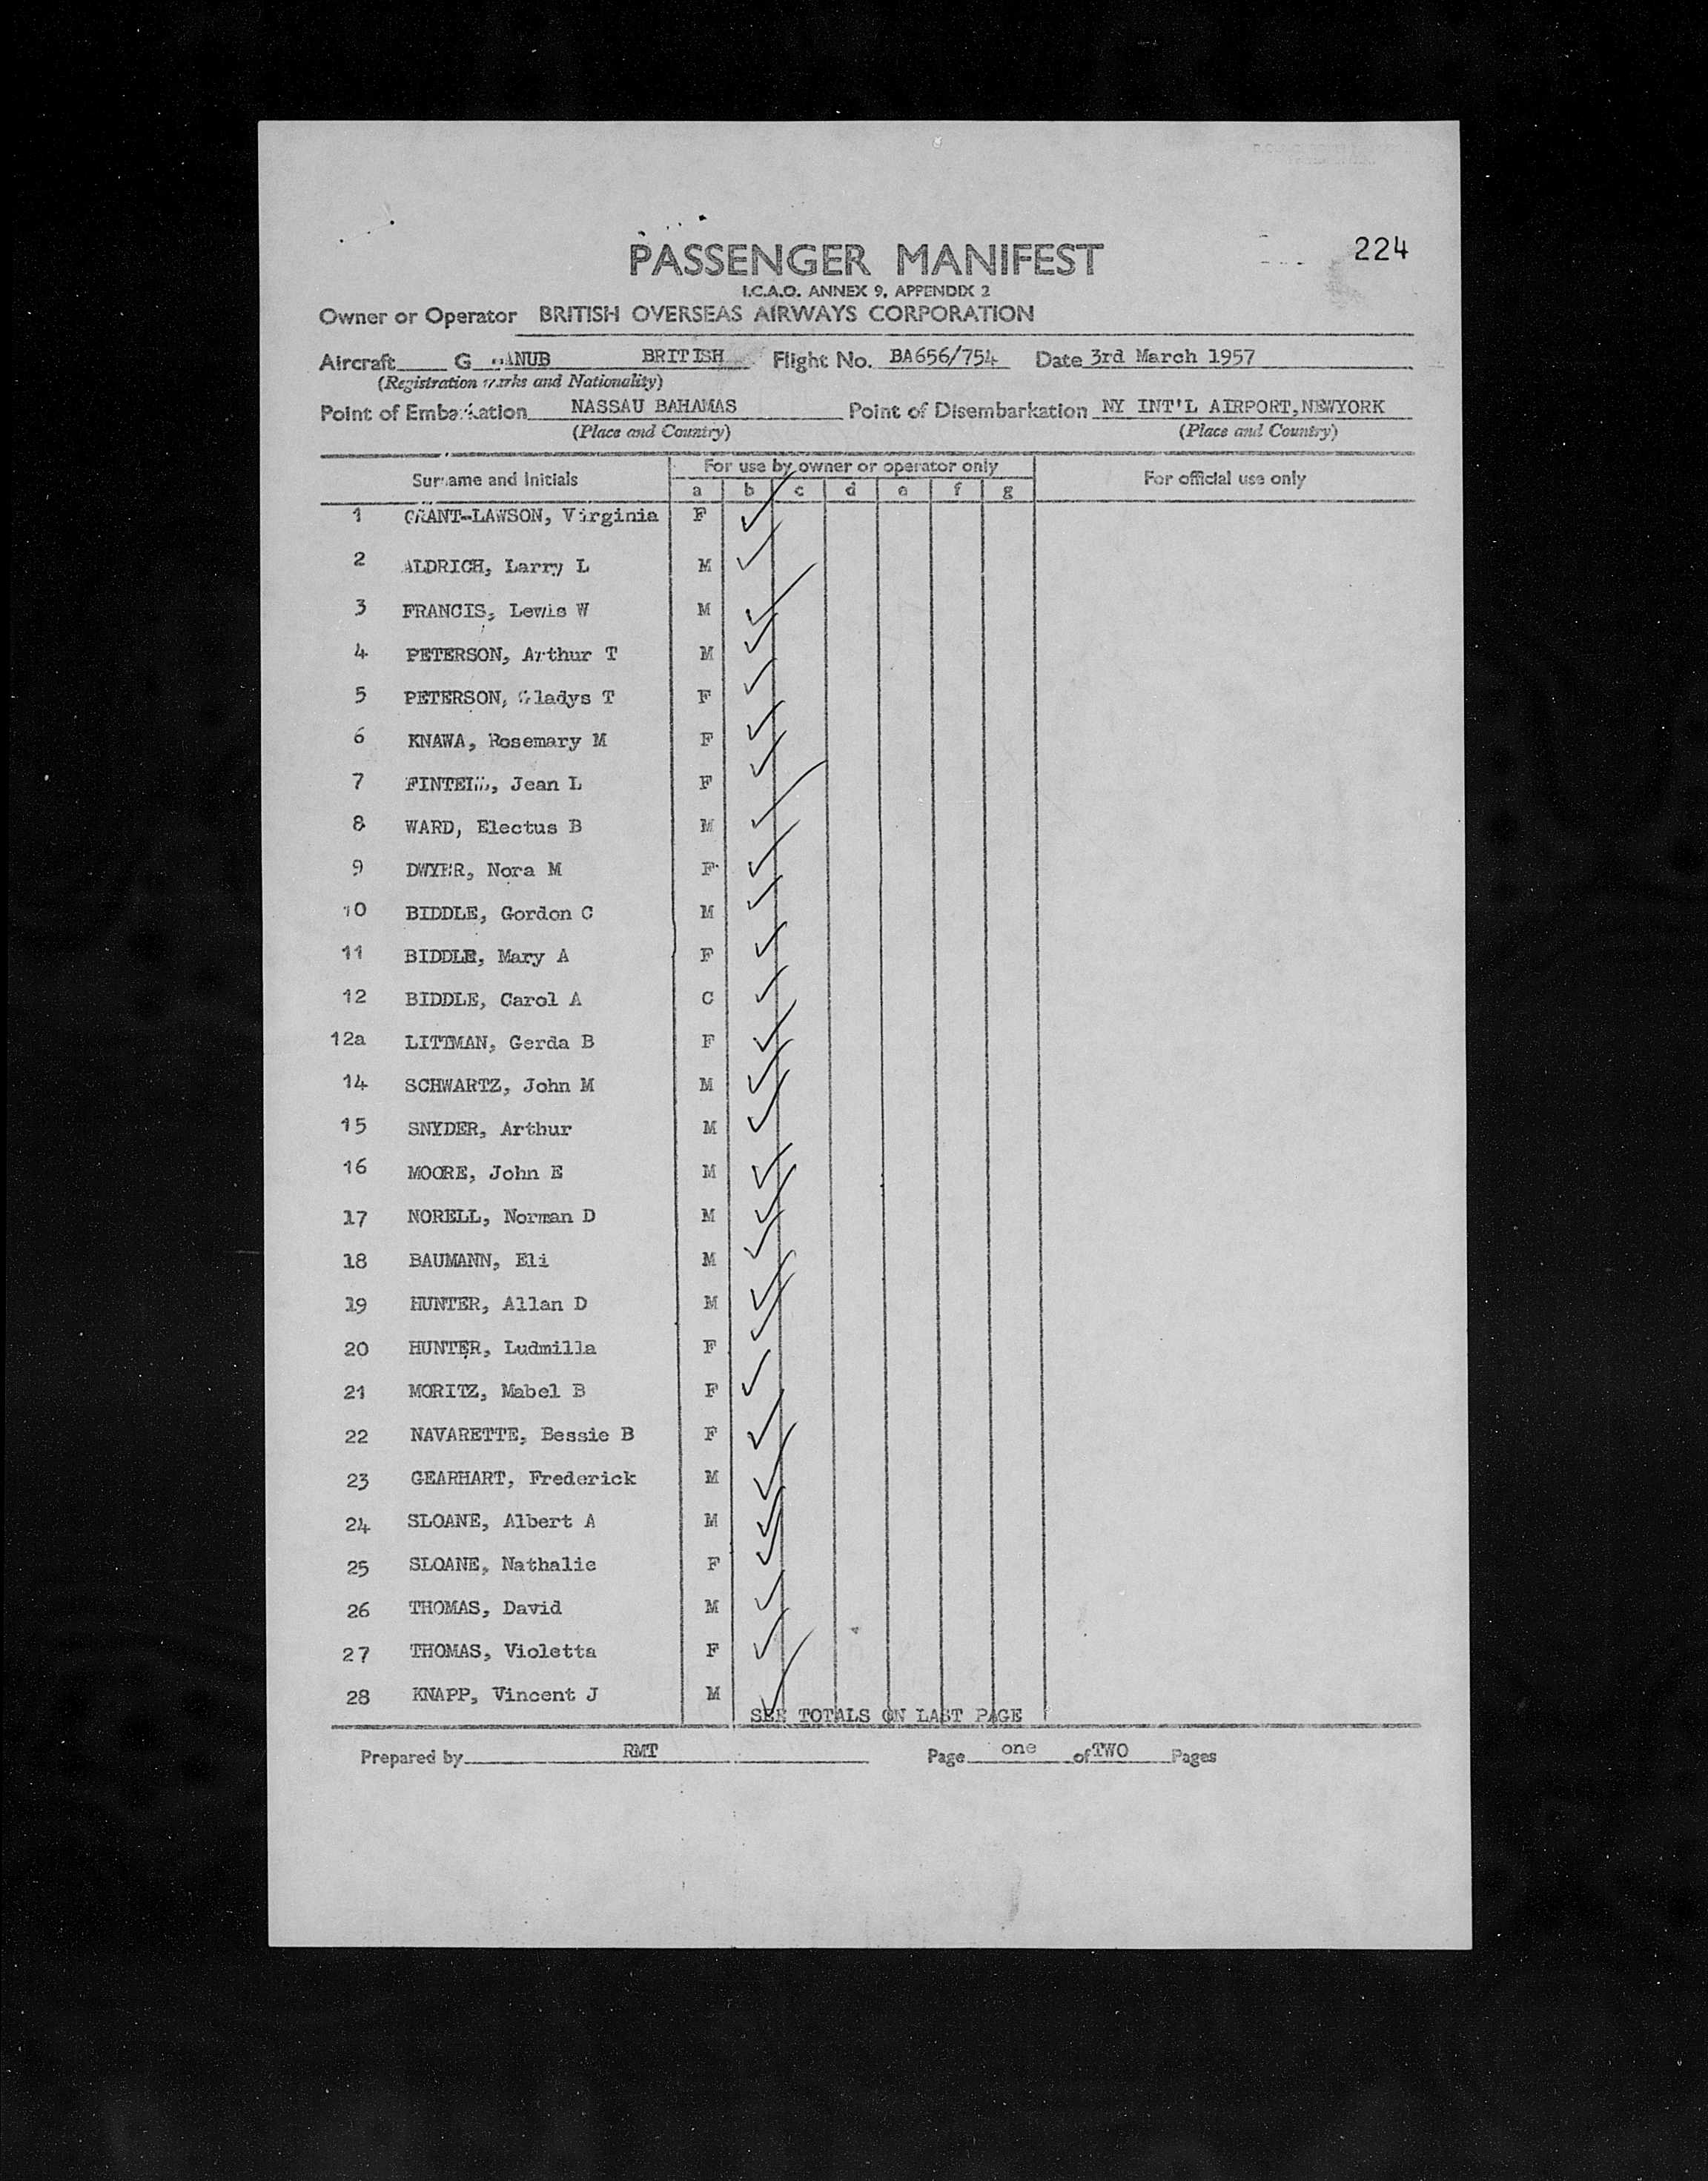 224
PASSENGER MANIFEST
I.C.A.O. ANNEX 9, APPENDIX 2
Owner or Operator BRITISH OVERSEAS AIRWAYS CORPORATION
Aircraft G ANUB BRITISH Flight No. BA656/754 Date 3rd March 1957
(Registration marks and Nationality)
Point of Embarkation NASSAU BAHAMAS Point of Disembarkation NY INT'L AIRPORT,NEWYORK
(Place and Country) (Place and Country)
Surname and Initials For use by owner or operator only For official use only
a b c d e f g
1 GRANT-LAWSON, Virginia F
2 ALDRICH, Larry L M
3 FRANCIS, Lewis W M
4 PETERSON, Arthur T M
5 PETERSON, Gladys T F
6 KNAWA, Rosemary M F
7 Jean L F
8 WARD, Electus B M
9 DWYER, Nora M F
10 BIDDLE, Gordon C M
11 BIDDLE, Mary A F
12 BIDDLE, Carol A C
12a LITTMAN, Gerda B F
14 SCHWARTZ, John M M
15 SNYDER, Arthur M
16 MOORE, John E M
17 NORELL, Norman D M
18 BAUMANN, Eli M
19 HUNTER, Allan D M
20 HUNTER, Ludmilla F
21 MORITZ, Mabel B F
22 NAVARETTE, Bessie B F
23 GEARHART, Frederick M
24 SLOANE, Albert A M
25 SLOANE, Nathalie F
26 THOMAS, David M
27 THOMAS, Violetta F
28 KNAPP, Vincent J M
SEE TOTALS ON LAST PAGE
Prepared by RMT Page one of TWO Pages